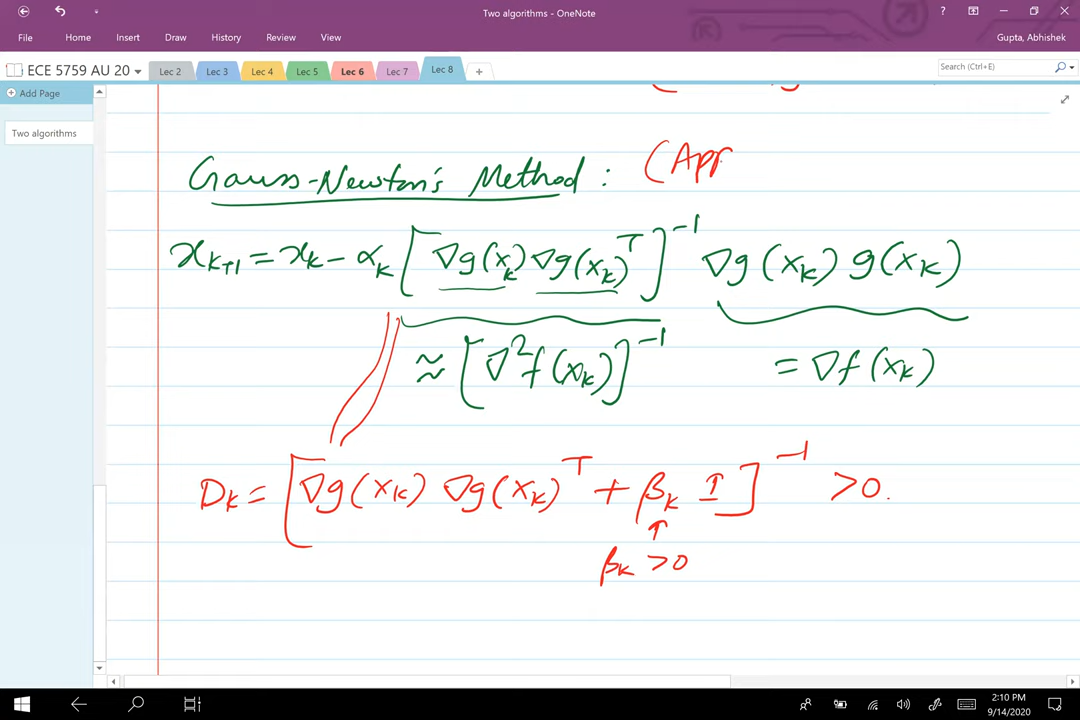 Two algorithms - OneNote
Gupta, Abhishek
File Home Insert Draw History Review View
ECE 5759 AU 20 Lec 2 Lec 3 Lec 4 Lec 5 Lec 6 Lec 7 Lec 8 +
Search (Ctrl+E)
Add Page
Two algorithms
Gauss-Newton's Method : (App
x_{k+1} = x_k - α_k [∇g(x_k) ∇g(x_k)^T]^{-1} ∇g(x_k) g(x_k)
≈ [∇²f(x_k)]^{-1} = ∇f(x_k)
D_k = [∇g(x_k) ∇g(x_k)^T + β_k I]^{-1} > 0.
β_k > 0
2:10 PM
9/14/2020